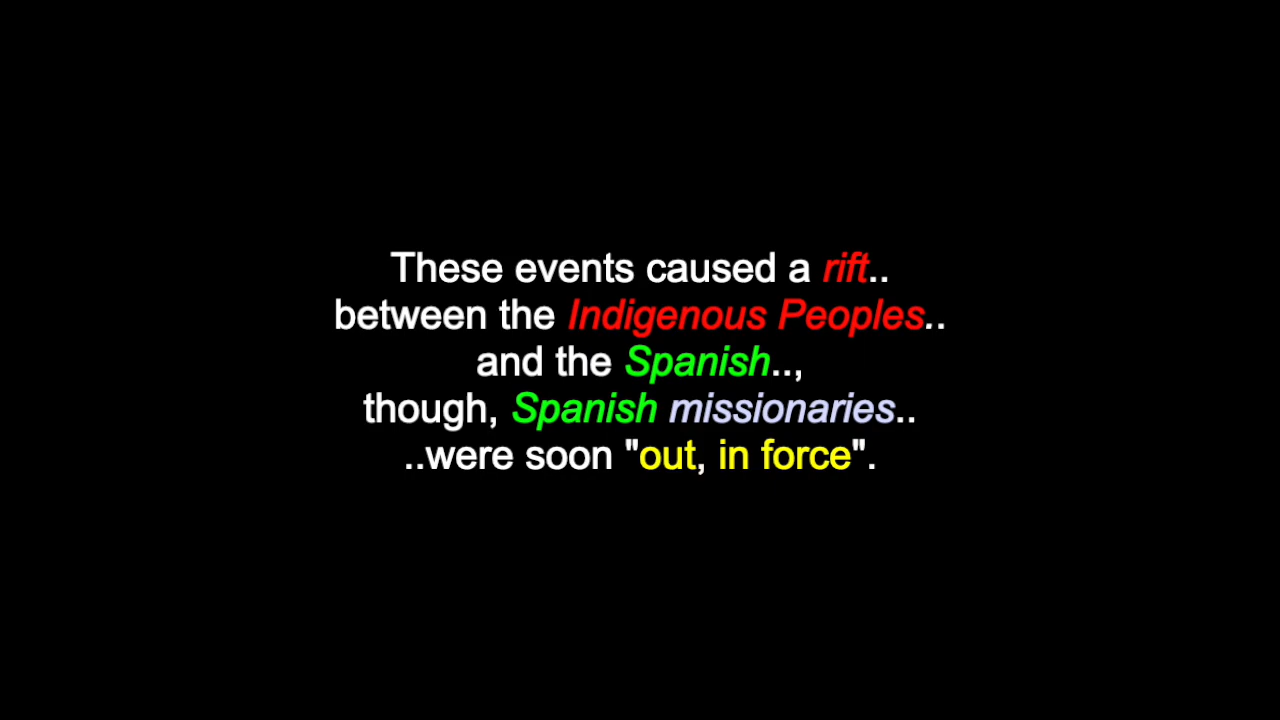 These events caused a rift..
between the Indigenous Peoples..
and the Spanish..,
though, Spanish missionaries..
..were soon "out, in force".